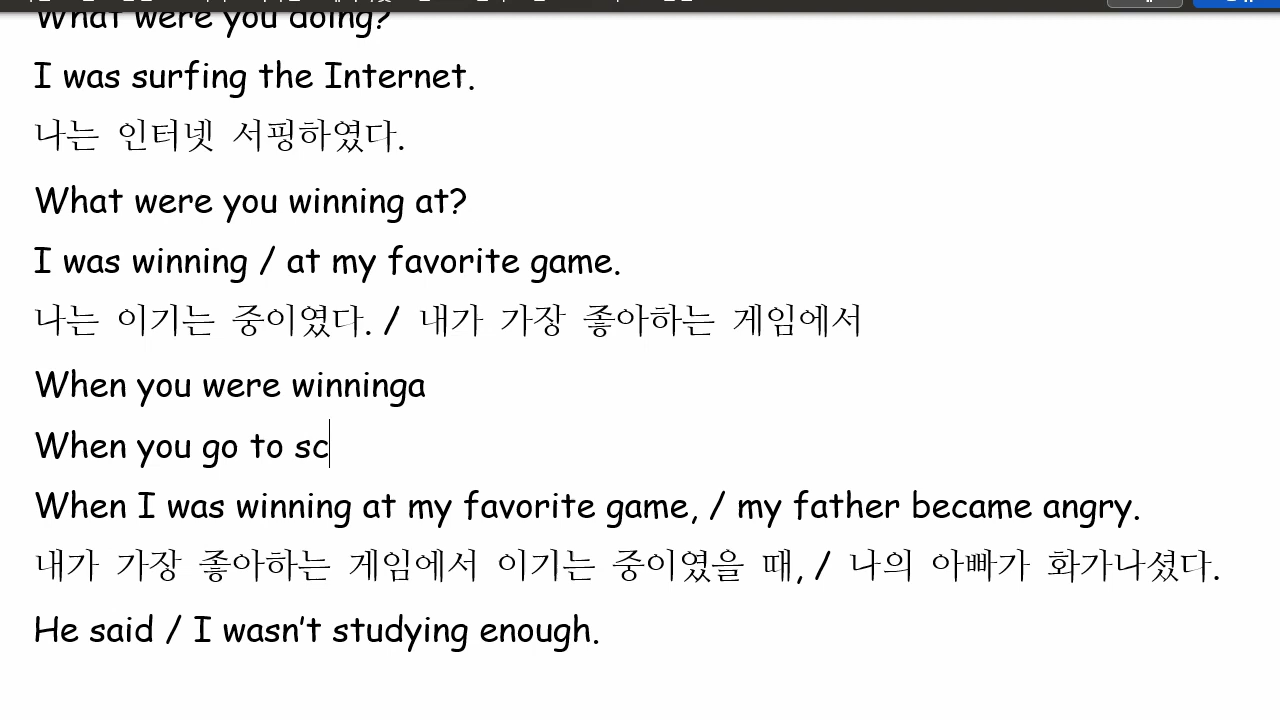 What were you doing?
I was surfing the Internet.
나는 인터넷 서핑하였다.
What were you winning at?
I was winning / at my favorite game.
나는 이기는 중이였다. / 내가 가장 좋아하는 게임에서
When you were winninga
When you go to sc
When I was winning at my favorite game, / my father became angry.
내가 가장 좋아하는 게임에서 이기는 중이였을 때, / 나의 아빠가 화가나셨다.
He said / I wasn't studying enough.